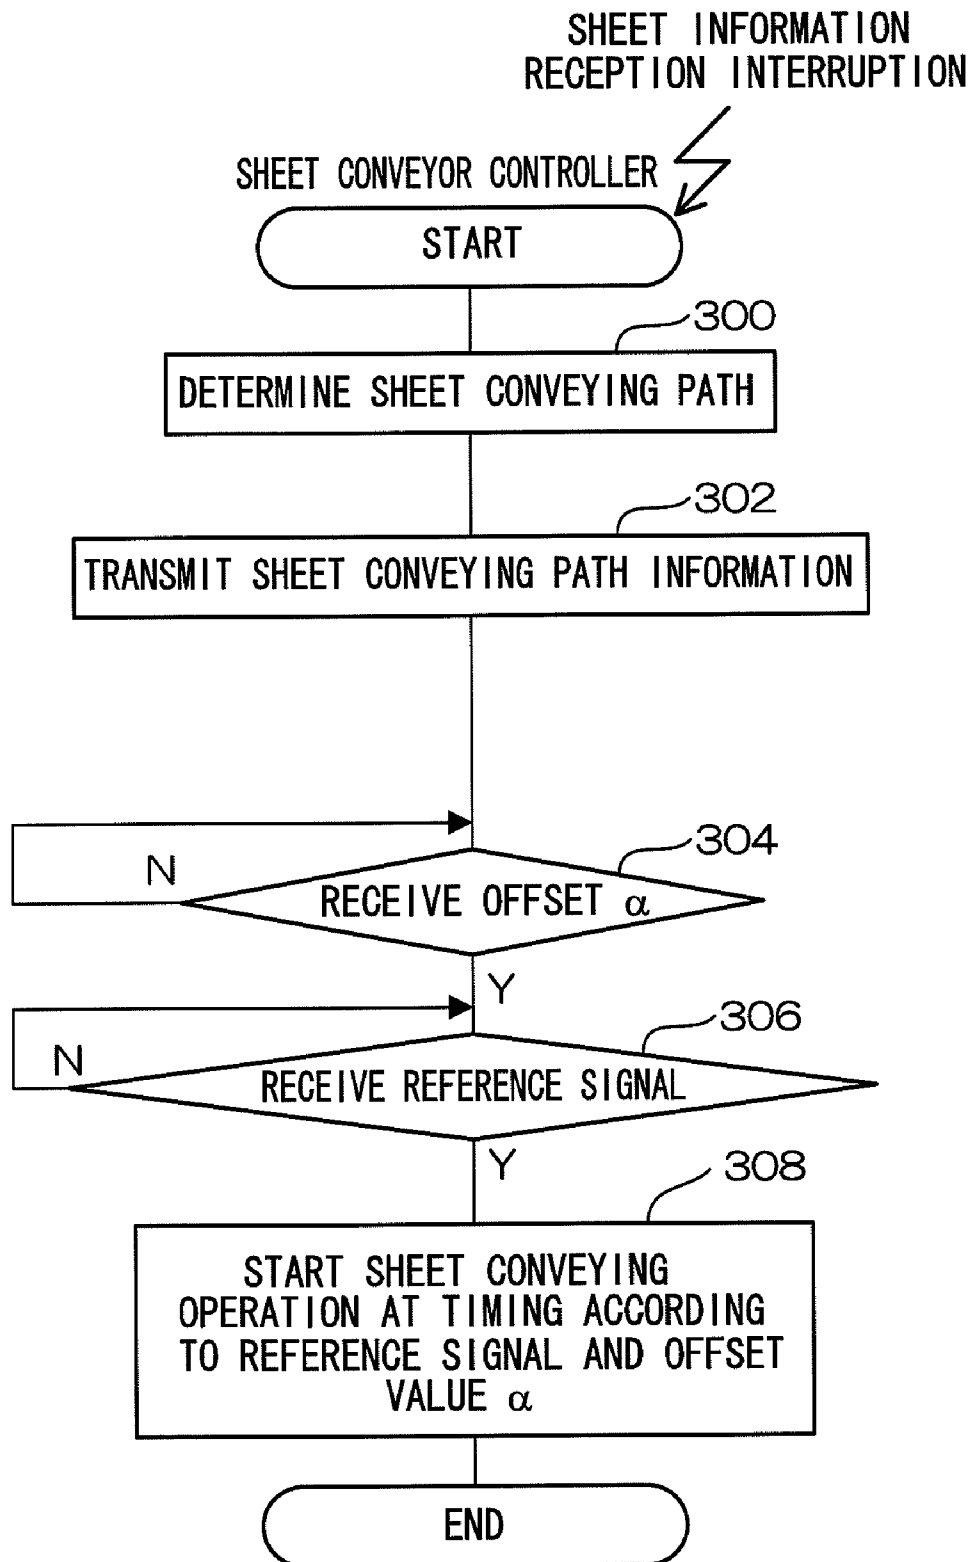 SHEET INFORMATION
RECEPTION INTERRUPTION
SHEET CONVEYOR CONTROLLER
START
300
DETERMINE SHEET CONVEYING PATH
302
TRANSMIT SHEET CONVEYING PATH INFORMATION
304
N
RECEIVE OFFSET α
Y
306
N
RECEIVE REFERENCE SIGNAL
Y
308
START SHEET CONVEYING
OPERATION AT TIMING ACCORDING
TO REFERENCE SIGNAL AND OFFSET
VALUE α
END